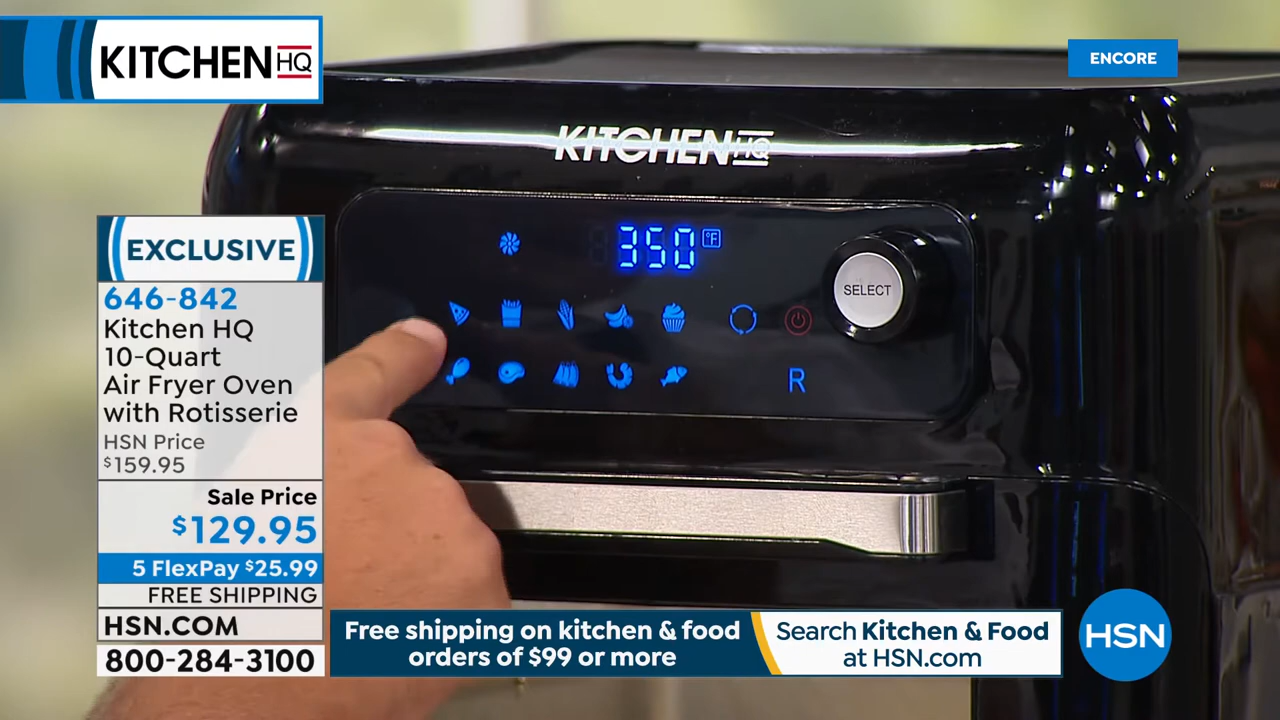 KITCHEN HQ
ENCORE
KITCHEN HQ
350 °F
SELECT
R
EXCLUSIVE
646-842
Kitchen HQ
10-Quart
Air Fryer Oven
with Rotisserie
HSN Price
$159.95
Sale Price
$129.95
5 FlexPay $25.99
FREE SHIPPING
HSN.COM
800-284-3100
Free shipping on kitchen & food
orders of $99 or more
Search Kitchen & Food
at HSN.com
HSN